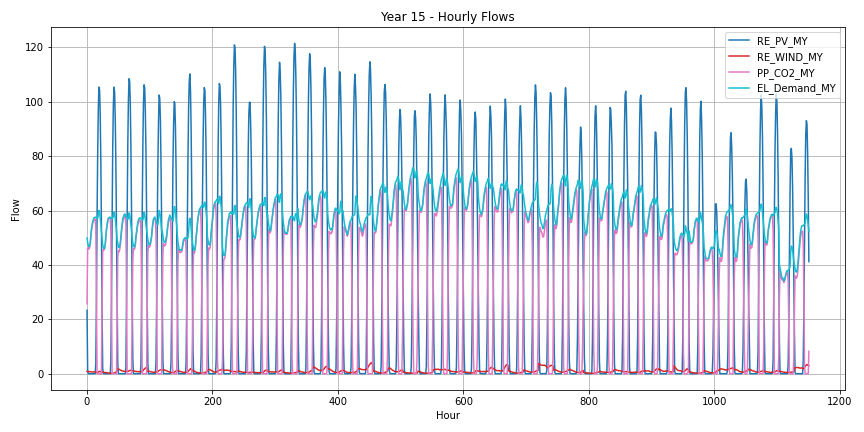 Year 15 - Hourly Flows
RE_PV_MY
RE_WIND_MY
PP_CO2_MY
EL_Demand_MY
120
100
80
60
40
20
0
Flow
0 200 400 600 800 1000 1200
Hour